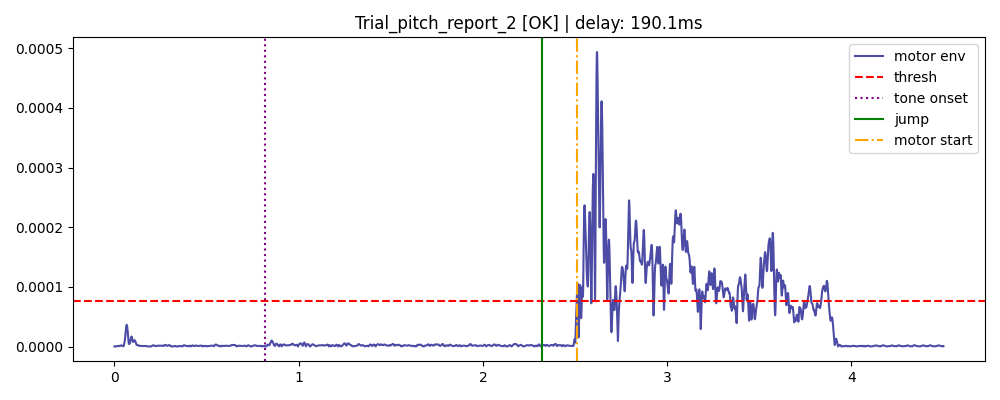 Trial_pitch_report_2 [OK] | delay: 190.1ms
0.0005
0.0004
0.0003
0.0002
0.0001
0.0000
motor env
thresh
tone onset
jump
motor start
0 1 2 3 4